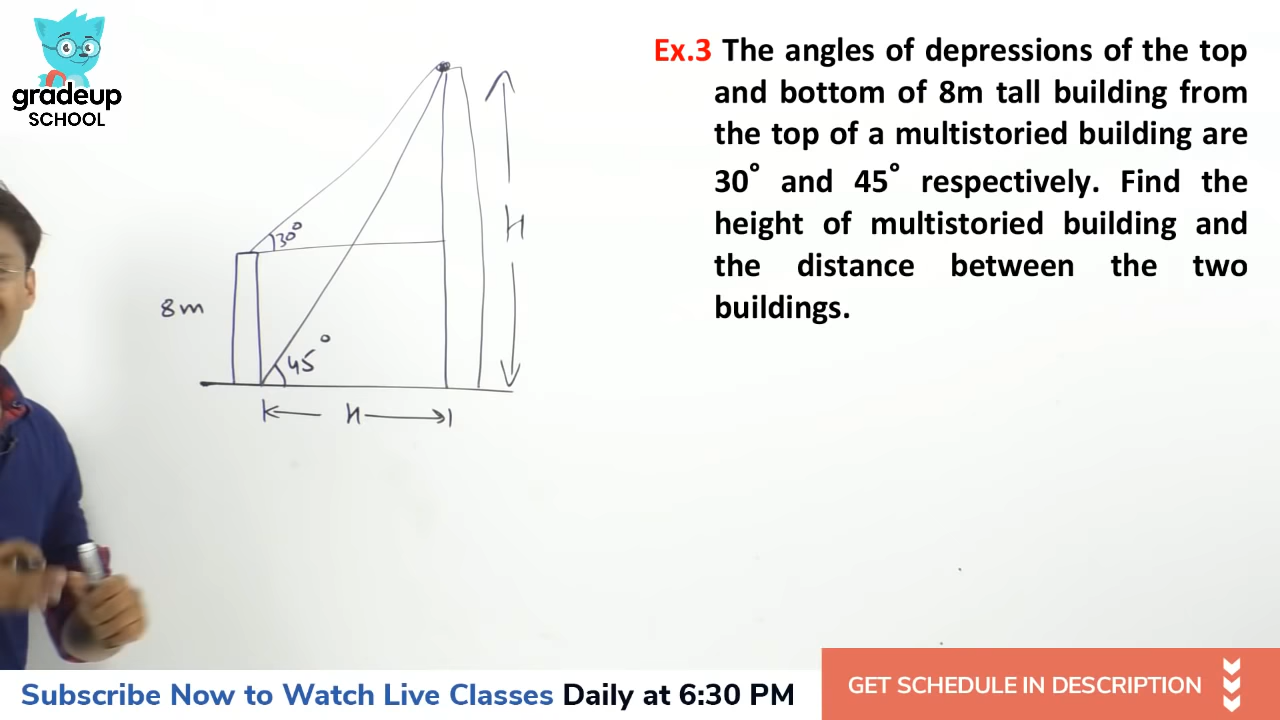 gradeup
SCHOOL
Ex.3 The angles of depressions of the top
and bottom of 8m tall building from
the top of a multistoried building are
30° and 45° respectively. Find the
height of multistoried building and
the distance between the two
buildings.
30°
H
8m
45°
H
Subscribe Now to Watch Live Classes Daily at 6:30 PM
GET SCHEDULE IN DESCRIPTION